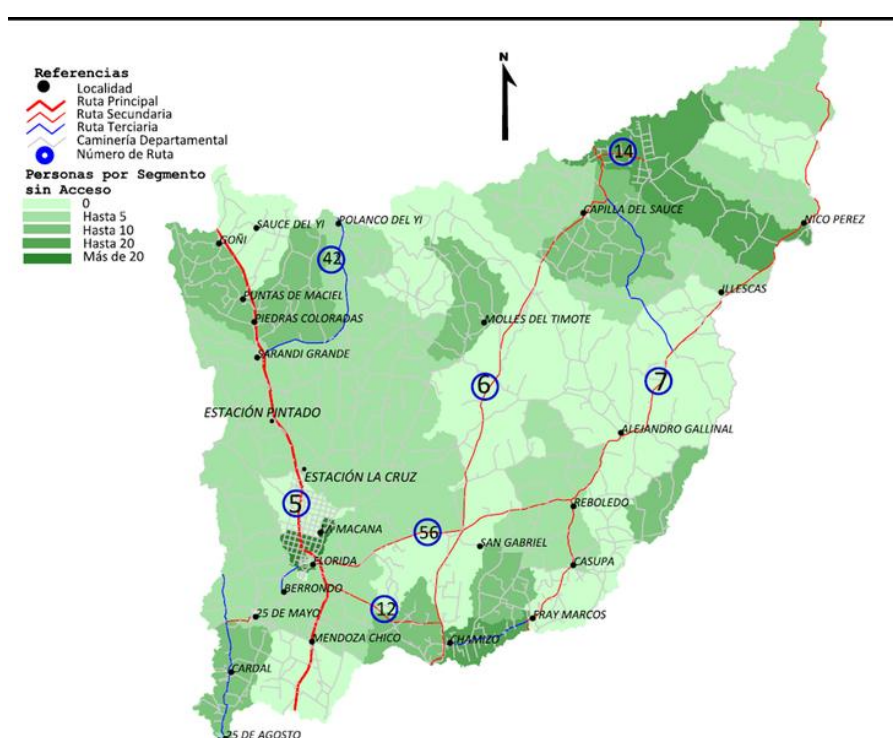 N
Referencias
Localidad
Ruta Principal
Ruta Secundaria
Ruta Terciaria
Caminería Departamental
Número de Ruta
Personas por Segmento
sin Acceso
0
Hasta 5
Hasta 10
Hasta 20
Más de 20
14
CAPILLA DEL SAUCE
NICO PEREZ
SAUCE DEL YI
POLANCO DEL YI
GOÑI
42
ILLESCAS
PUNTAS DE MACIEL
PIEDRAS COLORADAS
MOLLES DEL TIMOTE
SARANDI GRANDE
6
7
ESTACIÓN PINTADO
ALEJANDRO GALLINAL
ESTACIÓN LA CRUZ
5
REBOLEDO
LA MACANA
56
SAN GABRIEL
FLORIDA
CASUPA
BERRONDO
25 DE MAYO
12
FRAY MARCOS
MENDOZA CHICO
CHAMIZO
CARDAL
25 DE AGOSTO